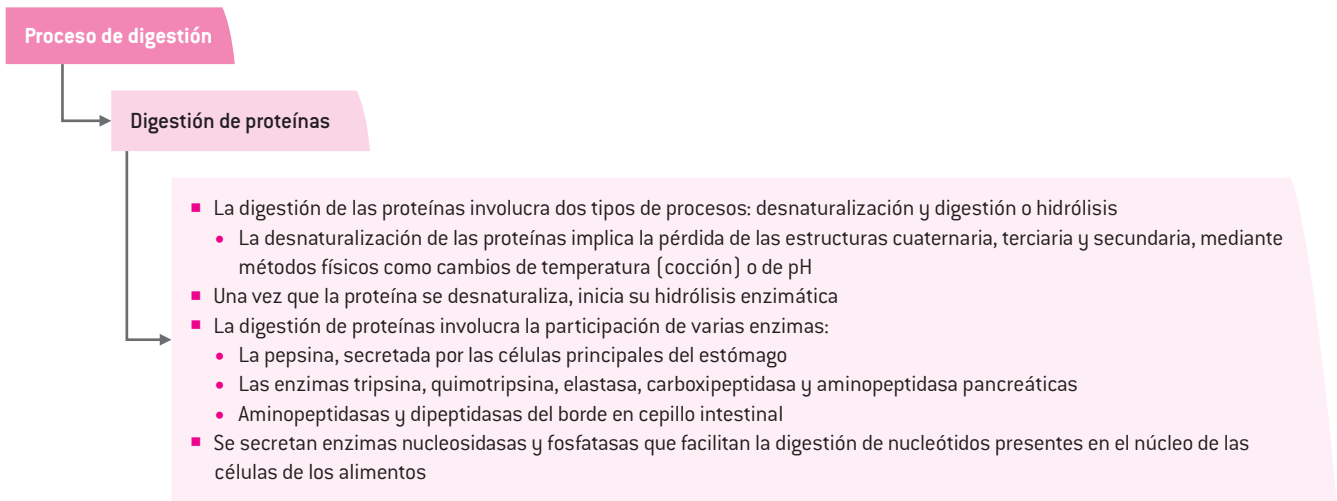 Proceso de digestión
Digestión de proteínas
■ La digestión de las proteínas involucra dos tipos de procesos: desnaturalización y digestión o hidrólisis
• La desnaturalización de las proteínas implica la pérdida de las estructuras cuaternaria, terciaria y secundaria, mediante
métodos físicos como cambios de temperatura (cocción) o de pH
■ Una vez que la proteína se desnaturaliza, inicia su hidrólisis enzimática
■ La digestión de proteínas involucra la participación de varias enzimas:
• La pepsina, secretada por las células principales del estómago
• Las enzimas tripsina, quimotripsina, elastasa, carboxipeptidasa y aminopeptidasa pancreáticas
• Aminopeptidasas y dipeptidasas del borde en cepillo intestinal
■ Se secretan enzimas nucleosidasas y fosfatasas que facilitan la digestión de nucleótidos presentes en el núcleo de las
células de los alimentos